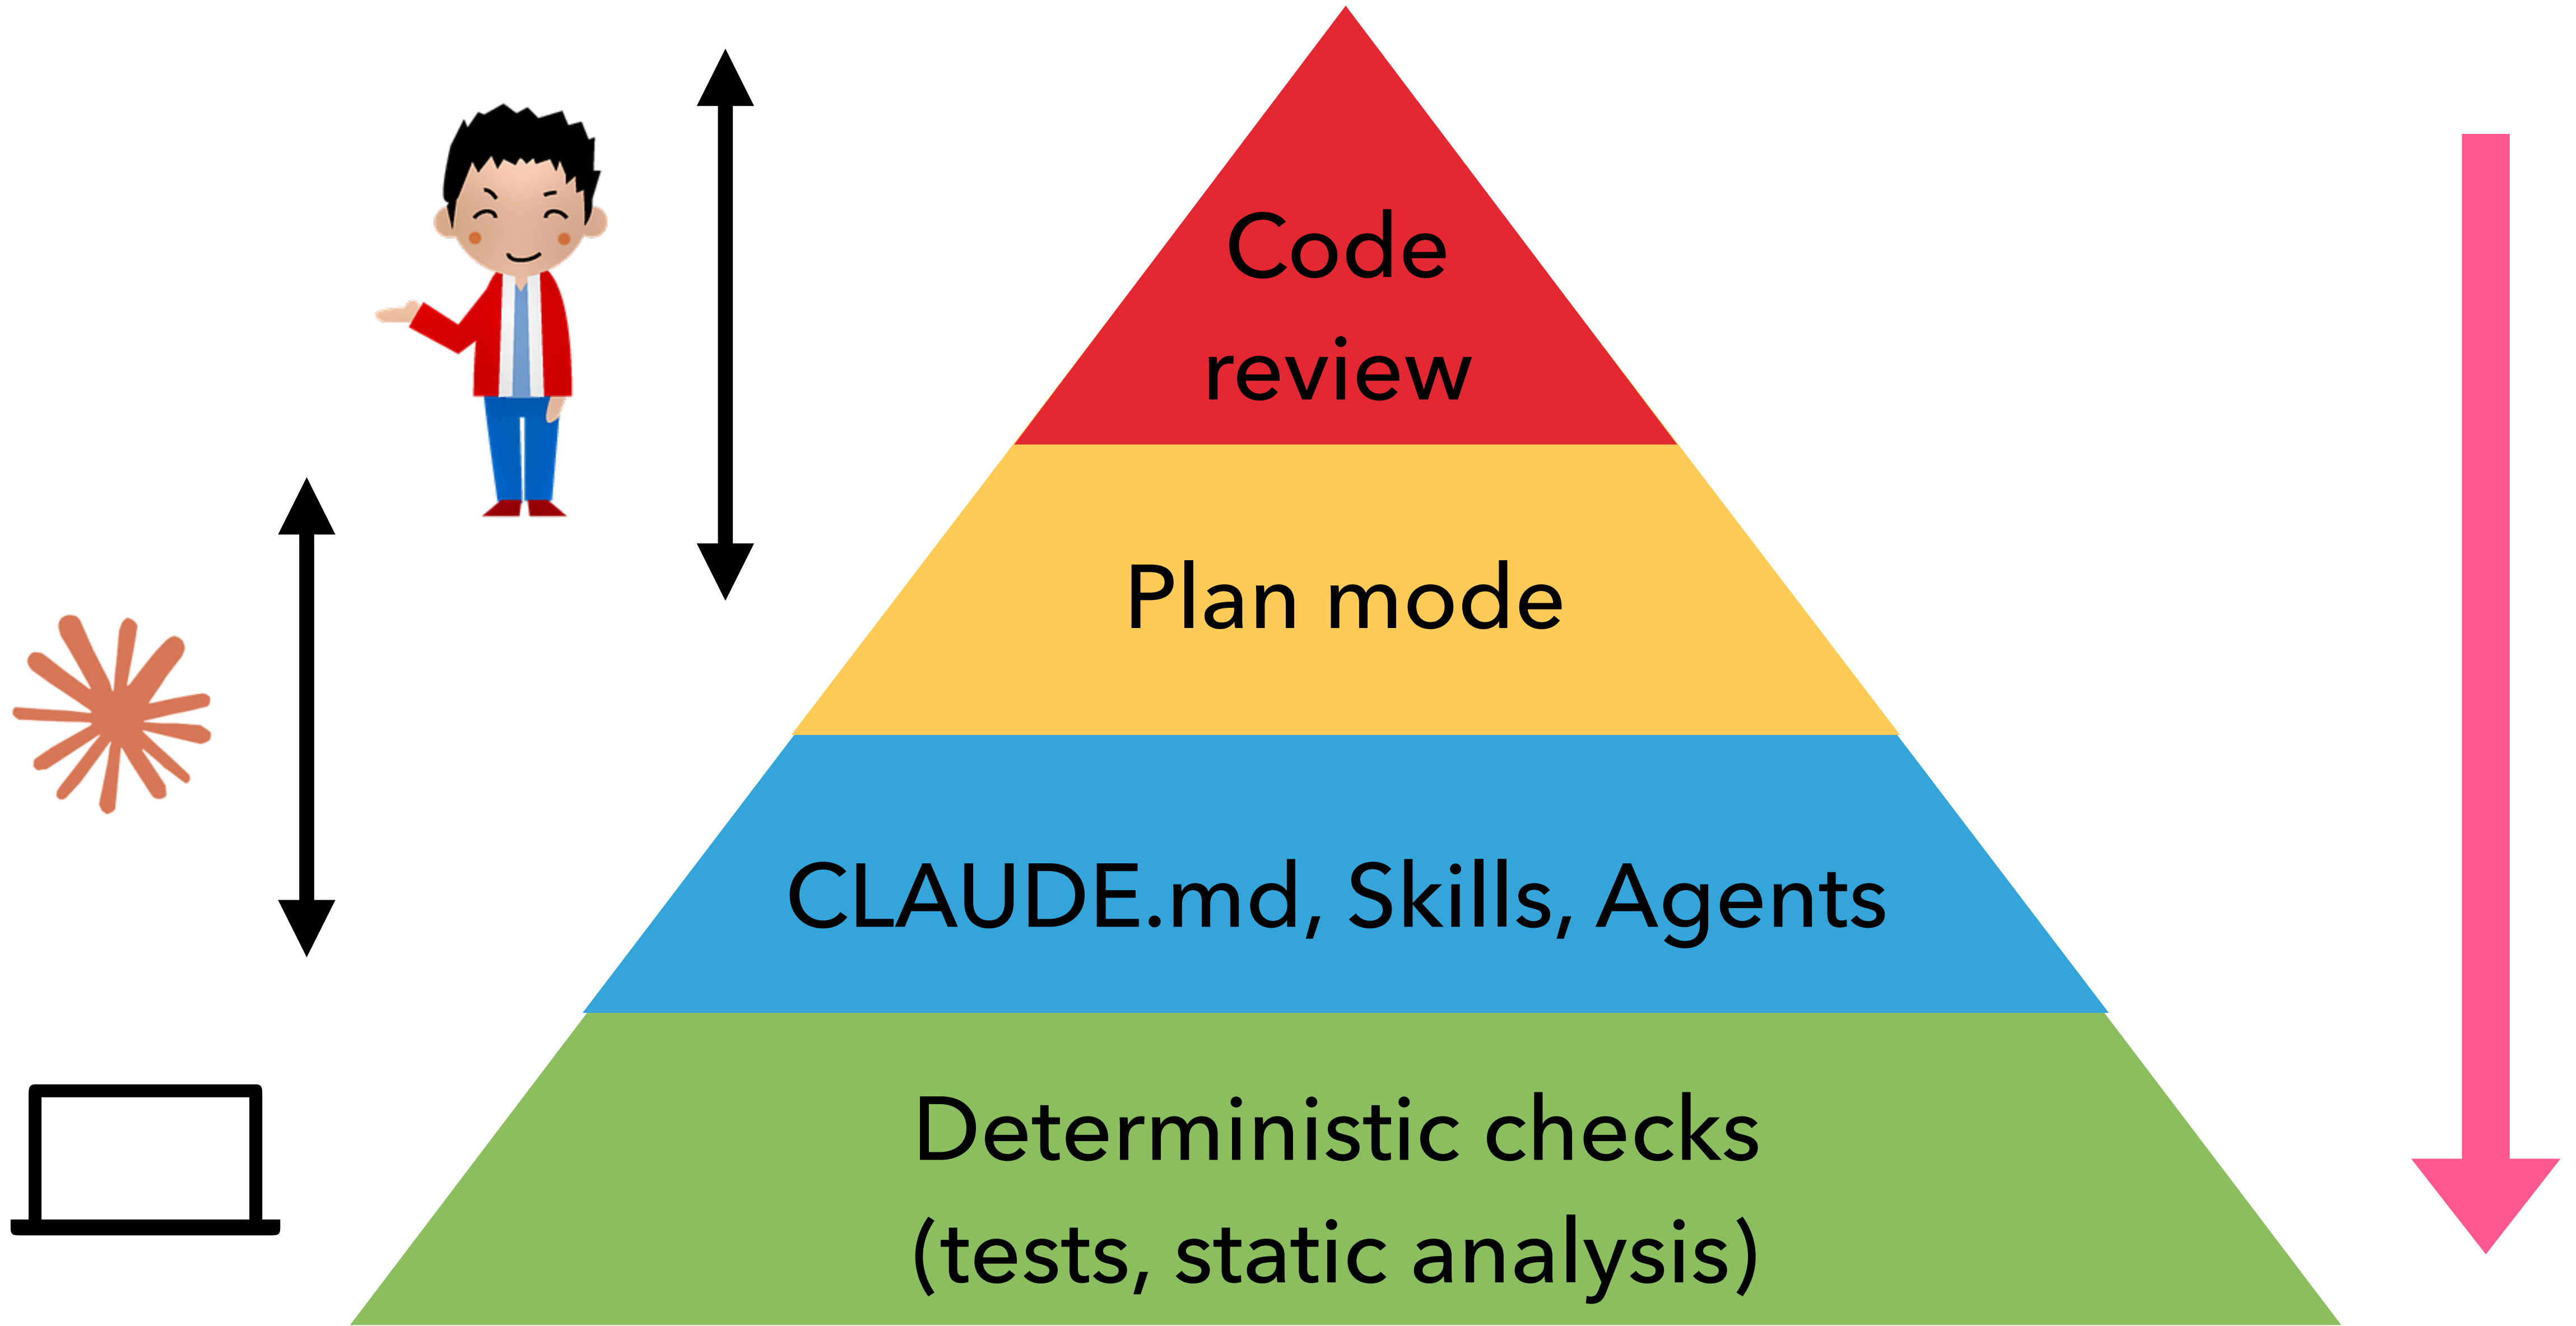 Code
review
Plan mode
CLAUDE.md, Skills, Agents
Deterministic checks
(tests, static analysis)